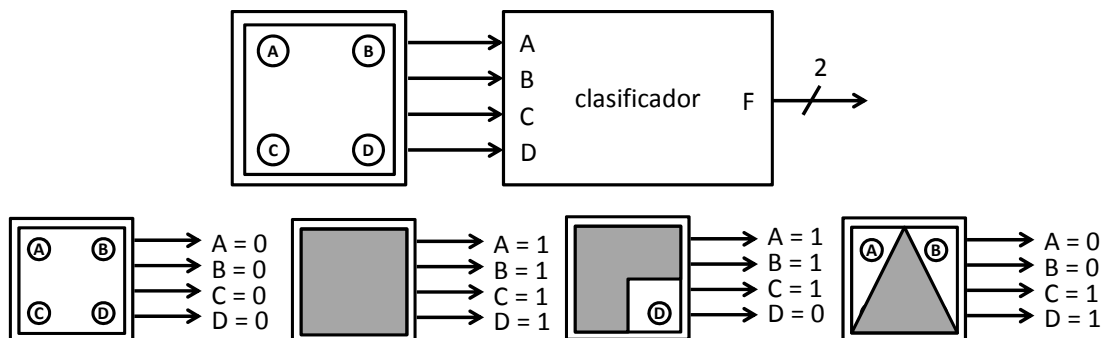 A B
C D
A
B
C
D
clasificador
F
2
A B
C D
A = 0
B = 0
C = 0
D = 0
A = 1
B = 1
C = 1
D = 1
D
A = 1
B = 1
C = 1
D = 0
A B
A = 0
B = 0
C = 1
D = 1